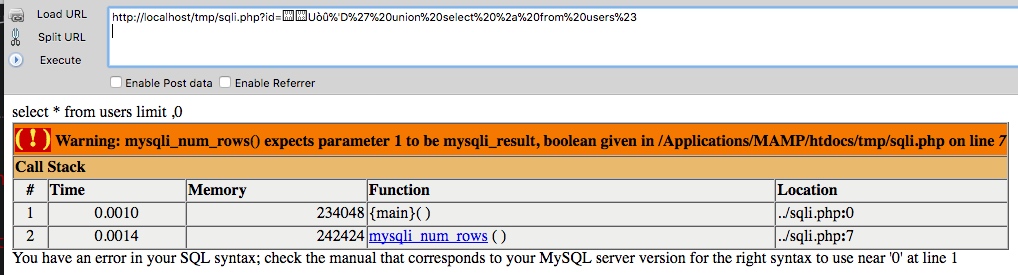 Load URL
http://localhost/tmp/sqli.php?id=Uòû%'D%27%20union%20select%20%2a%20from%20users%23
Split URL
Execute
Enable Post data Enable Referrer
select * from users limit ,0
( ! ) Warning: mysqli_num_rows() expects parameter 1 to be mysqli_result, boolean given in /Applications/MAMP/htdocs/tmp/sqli.php on line 7
Call Stack
# Time Memory Function Location
1 0.0010 234048 {main}( ) ../sqli.php:0
2 0.0014 242424 mysqli_num_rows ( ) ../sqli.php:7
You have an error in your SQL syntax; check the manual that corresponds to your MySQL server version for the right syntax to use near '0' at line 1